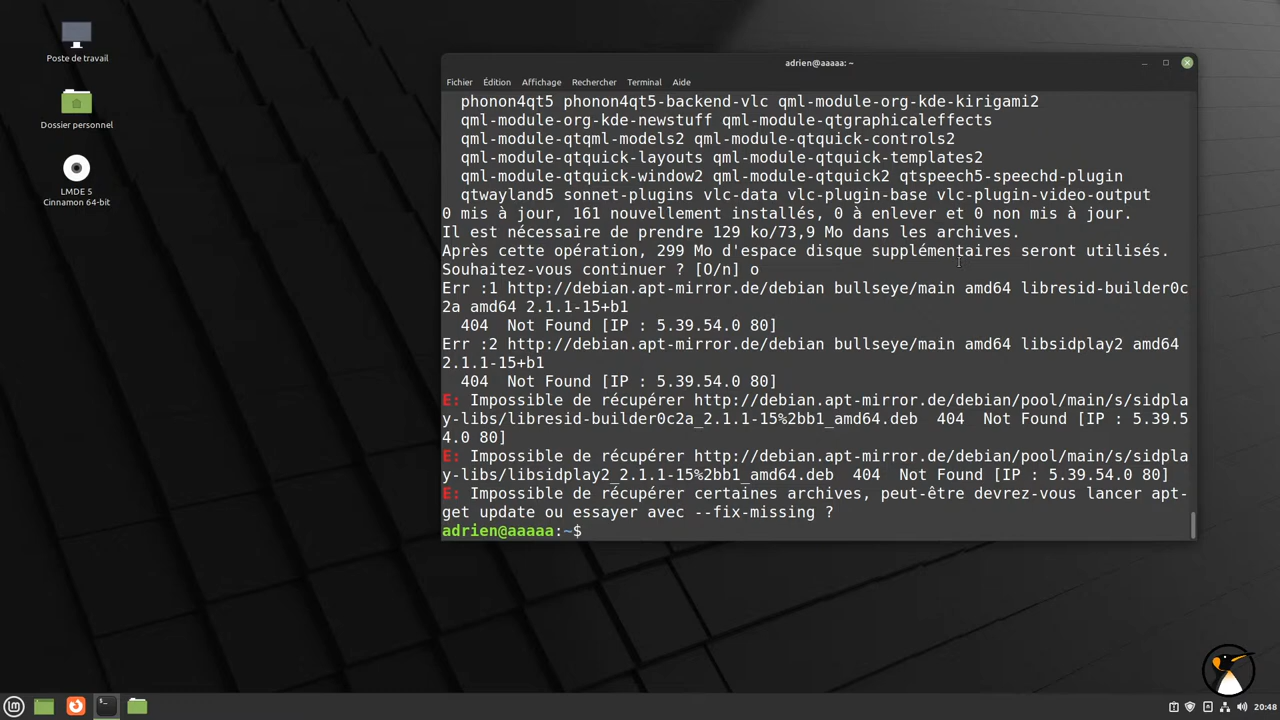 Poste de travail
Dossier personnel
LMDE 5
Cinnamon 64-bit
adrien@aaaaa: ~
Fichier Édition Affichage Rechercher Terminal Aide
phonon4qt5 phonon4qt5-backend-vlc qml-module-org-kde-kirigami2
qml-module-org-kde-newstuff qml-module-qtgraphicaleffects
qml-module-qtqml-models2 qml-module-qtquick-controls2
qml-module-qtquick-layouts qml-module-qtquick-templates2
qml-module-qtquick-window2 qml-module-qtquick2 qtspeech5-speechd-plugin
qtwayland5 sonnet-plugins vlc-data vlc-plugin-base vlc-plugin-video-output
0 mis à jour, 161 nouvellement installés, 0 à enlever et 0 non mis à jour.
Il est nécessaire de prendre 129 ko/73,9 Mo dans les archives.
Après cette opération, 299 Mo d'espace disque supplémentaires seront utilisés.
Souhaitez-vous continuer ? [O/n] o
Err :1 http://debian.apt-mirror.de/debian bullseye/main amd64 libresid-builder0c
2a amd64 2.1.1-15+b1
404  Not Found [IP : 5.39.54.0 80]
Err :2 http://debian.apt-mirror.de/debian bullseye/main amd64 libsidplay2 amd64
2.1.1-15+b1
404  Not Found [IP : 5.39.54.0 80]
E: Impossible de récupérer http://debian.apt-mirror.de/debian/pool/main/s/sidpla
y-libs/libresid-builder0c2a_2.1.1-15%2bb1_amd64.deb  404  Not Found [IP : 5.39.5
4.0 80]
E: Impossible de récupérer http://debian.apt-mirror.de/debian/pool/main/s/sidpla
y-libs/libsidplay2_2.1.1-15%2bb1_amd64.deb  404  Not Found [IP : 5.39.54.0 80]
E: Impossible de récupérer certaines archives, peut-être devrez-vous lancer apt-
get update ou essayer avec --fix-missing ?
adrien@aaaaa:~$
20:48